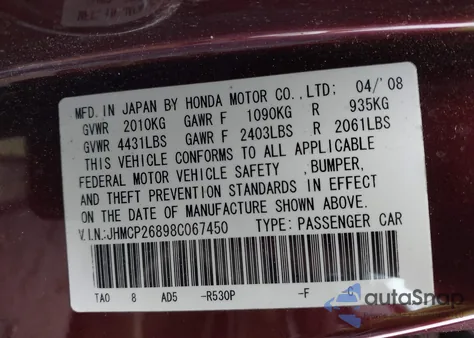 MFD. IN JAPAN BY HONDA MOTOR CO., LTD; 04/'08
GVWR 2010KG GAWR F 1090KG R 935KG
GVWR 4431LBS GAWR F 2403LBS R 2061LBS
THIS VEHICLE CONFORMS TO ALL APPLICABLE
FEDERAL MOTOR VEHICLE SAFETY ,BUMPER,
AND THEFT PREVENTION STANDARDS IN EFFECT
ON DATE OF MANUFACTURE SHOWN ABOVE.
V.I.N:JHMCP26898C067450 TYPE: PASSENGER CAR
TAO 8 AD5 -R530P -F -C
autoSnap